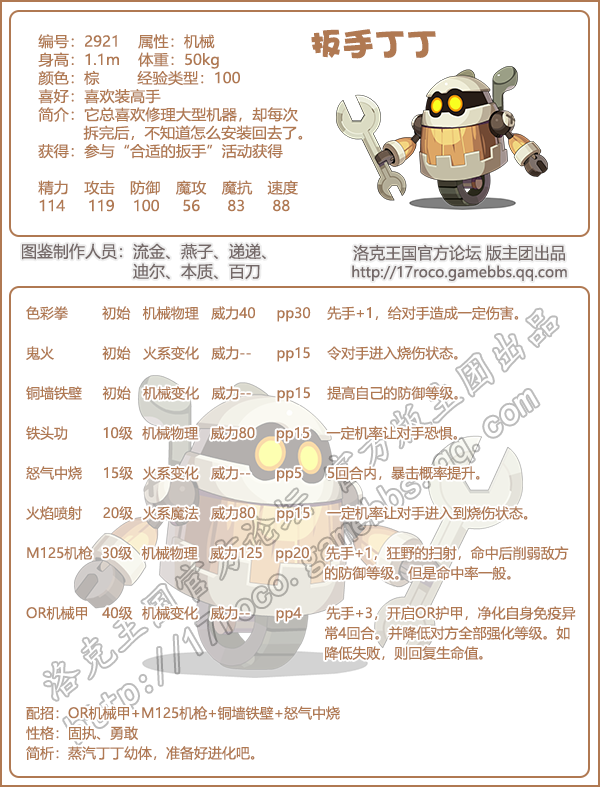 扳手丁丁
编号：2921 属性：机械
身高：1.1m 体重：50kg
颜色：棕 经验类型：100
喜好：喜欢装高手
简介：它总喜欢修理大型机器，却每次
拆完后，不知道怎么安装回去了。
获得：参与“合适的扳手”活动获得
精力 攻击 防御 魔攻 魔抗 速度
114 119 100 56 83 88
图鉴制作人员：流金、燕子、递递、
迪尔、本质、百刀
洛克王国官方论坛 版主团出品
http://17roco.gamebbs.qq.com
色彩拳 初始 机械物理 威力40 pp30 先手+1，给对手造成一定伤害。
鬼火 初始 火系变化 威力-- pp15 令对手进入烧伤状态。
铜墙铁壁 初始 机械变化 威力-- pp15 提高自己的防御等级。
铁头功 10级 机械物理 威力80 pp15 一定机率让对手恐惧。
怒气中烧 15级 火系变化 威力-- pp5 5回合内，暴击概率提升。
火焰喷射 20级 火系魔法 威力80 pp15 一定机率让对手进入到烧伤状态。
M125机枪 30级 机械物理 威力125 pp20 先手+1，狂野的扫射，命中后削弱敌方
的防御等级。但是命中率一般。
OR机械甲 40级 机械变化 威力-- pp4 先手+3，开启OR护甲，净化自身免疫异
常4回合。并降低对方全部强化等级。如
降低失败，则回复生命值。
洛克王国官方论坛 版主团出品
http://17roco.gamebbs.qq.com
配招：OR机械甲+M125机枪+铜墙铁壁+怒气中烧
性格：固执、勇敢
简析：蒸汽丁丁幼体，准备好进化吧。